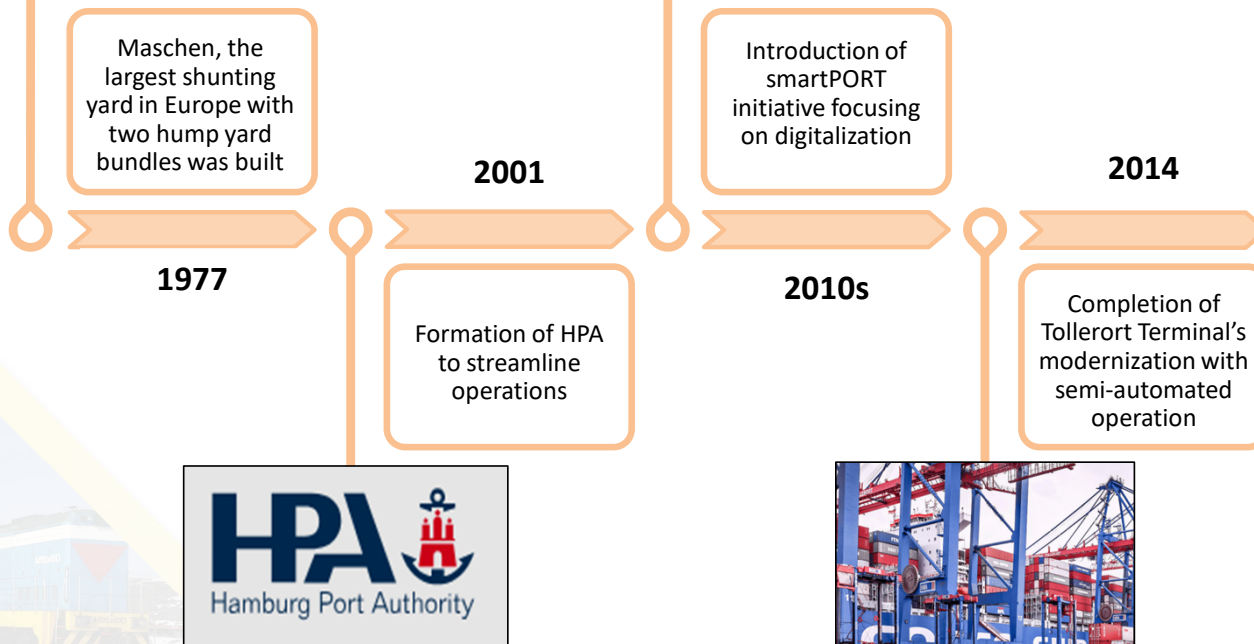 Maschen, the
largest shunting
yard in Europe with
two hump yard
bundles was built
1977
2001
Formation of HPA
to streamline
operations
HPA
Hamburg Port Authority
Introduction of
smartPORT
initiative focusing
on digitalization
2010s
2014
Completion of
Tollerort Terminal’s
modernization with
semi-automated
operation